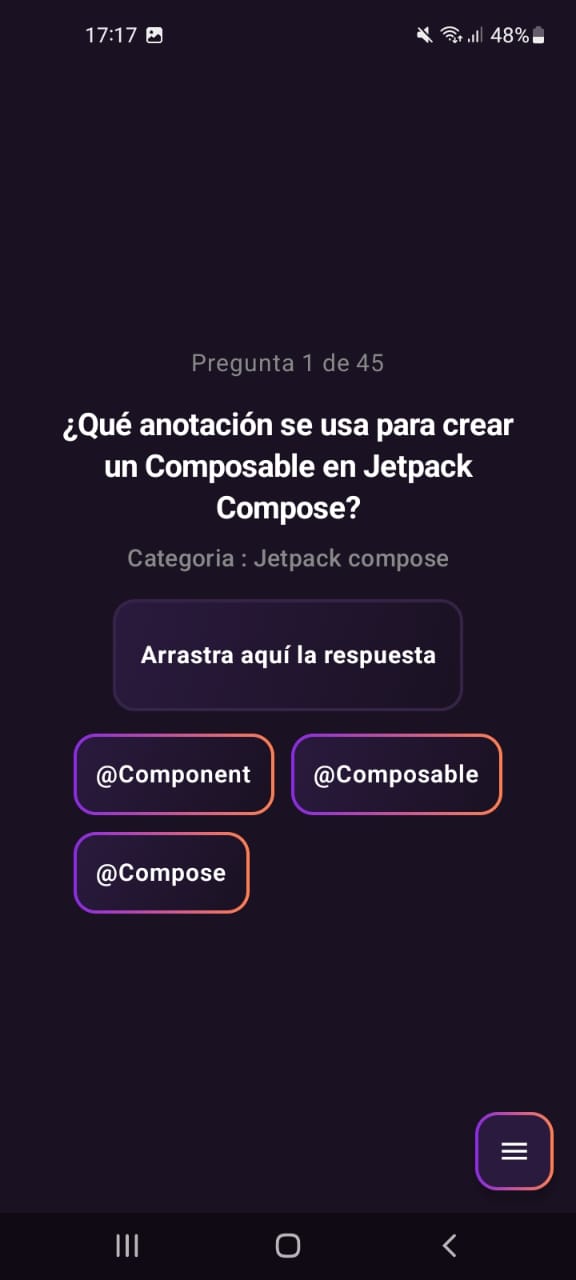 17:17
48%
Pregunta 1 de 45
¿Qué anotación se usa para crear
un Composable en Jetpack
Compose?
Categoria : Jetpack compose
Arrastra aquí la respuesta
@Component
@Composable
@Compose